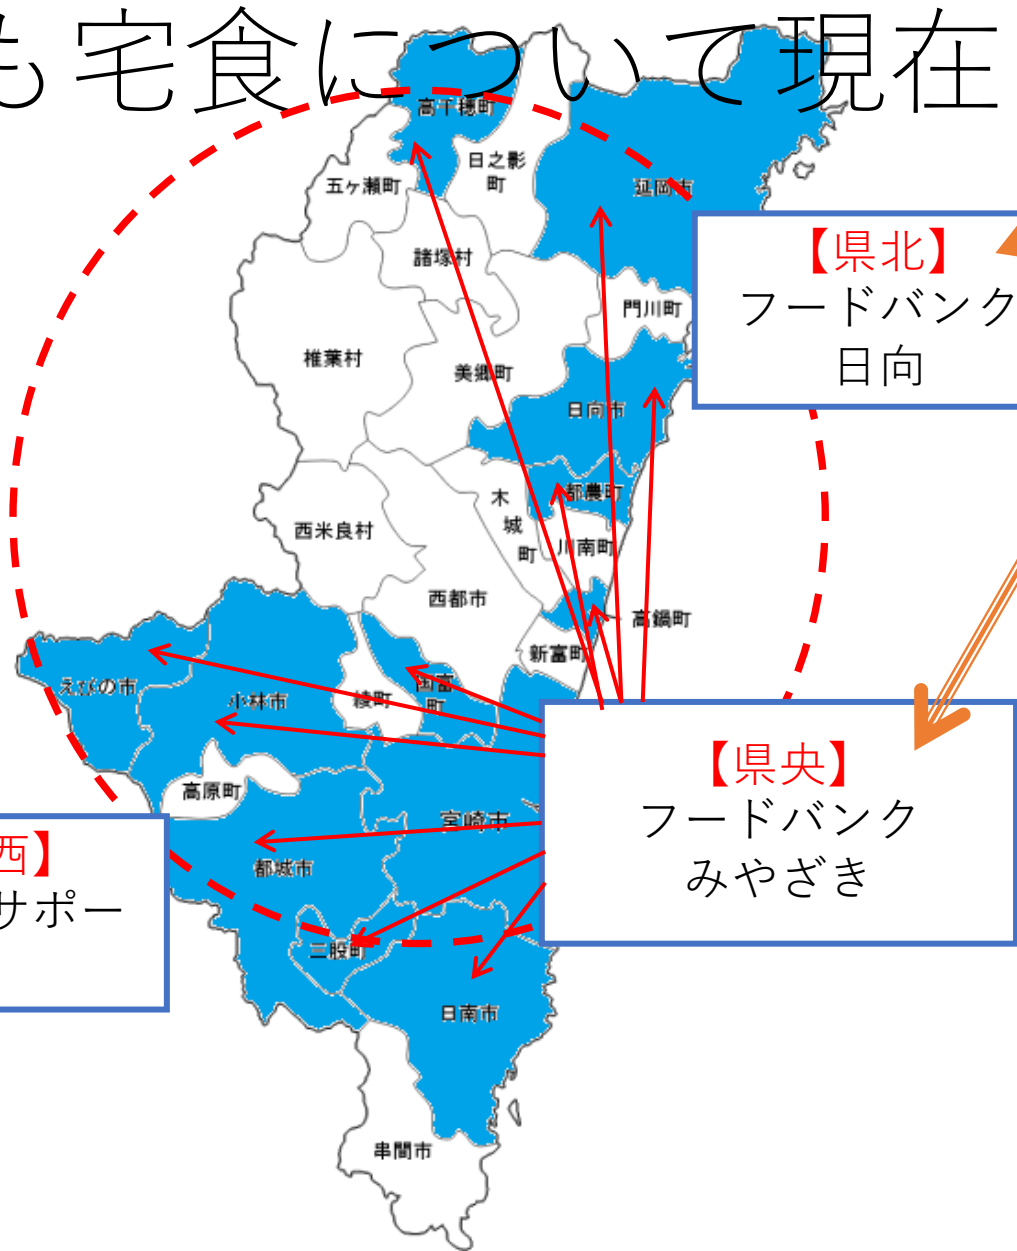 も宅食について現在
高千穂町
日之影
町
五ヶ瀬町
延岡市
諸塚村
【県北】
フードバンク
日向
門川町
椎葉村
美郷町
日向市
木
城
町
都農町
西米良村
川南町
西都市
高鍋町
新富町
えびの市
小林市
綾町
国富
町
高原町
宮崎市
【県央】
フードバンク
みやざき
西】
サポー
都城市
三股町
日南市
串間市